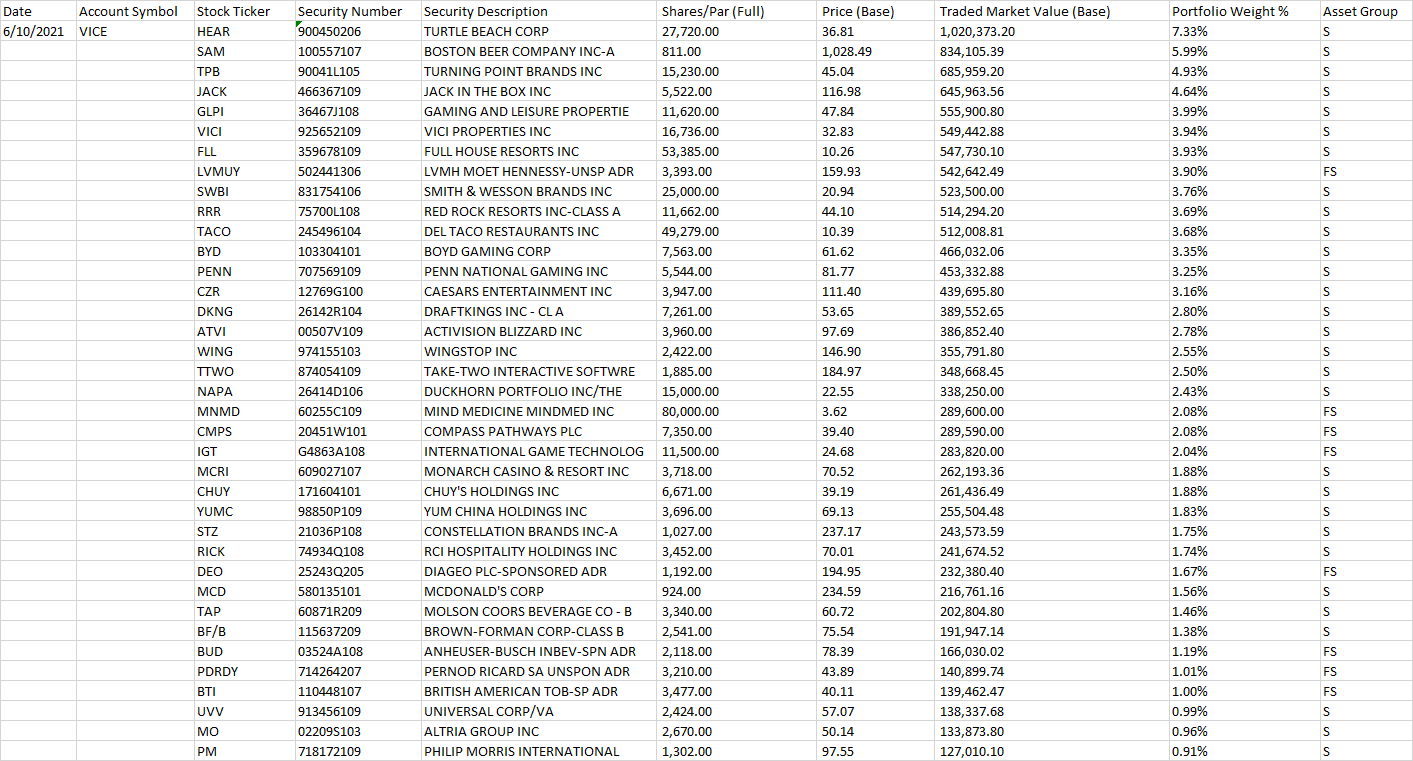 Date Account Symbol Stock Ticker Security Number Security Description Shares/Par (Full) Price (Base) Traded Market Value (Base) Portfolio Weight % Asset Group
6/10/2021 VICE HEAR 900450206 TURTLE BEACH CORP 27,720.00 36.81 1,020,373.20 7.33% S
SAM 100557107 BOSTON BEER COMPANY INC-A 811.00 1,028.49 834,105.39 5.99% S
TPB 90041L105 TURNING POINT BRANDS INC 15,230.00 45.04 685,959.20 4.93% S
JACK 466367109 JACK IN THE BOX INC 5,522.00 116.98 645,963.56 4.64% S
GLPI 36467J108 GAMING AND LEISURE PROPERTIE 11,620.00 47.84 555,900.80 3.99% S
VICI 925652109 VICI PROPERTIES INC 16,736.00 32.83 549,442.88 3.94% S
FLL 359678109 FULL HOUSE RESORTS INC 53,385.00 10.26 547,730.10 3.93% S
LVMUY 502441306 LVMH MOET HENNESSY-UNSP ADR 3,393.00 159.93 542,642.49 3.90% FS
SWBI 831754106 SMITH & WESSON BRANDS INC 25,000.00 20.94 523,500.00 3.76% S
RRR 75700L108 RED ROCK RESORTS INC-CLASS A 11,662.00 44.10 514,294.20 3.69% S
TACO 245496104 DEL TACO RESTAURANTS INC 49,279.00 10.39 512,008.81 3.68% S
BYD 103304101 BOYD GAMING CORP 7,563.00 61.62 466,032.06 3.35% S
PENN 707569109 PENN NATIONAL GAMING INC 5,544.00 81.77 453,332.88 3.25% S
CZR 12769G100 CAESARS ENTERTAINMENT INC 3,947.00 111.40 439,695.80 3.16% S
DKNG 26142R104 DRAFTKINGS INC - CL A 7,261.00 53.65 389,552.65 2.80% S
ATVI 00507V109 ACTIVISION BLIZZARD INC 3,960.00 97.69 386,852.40 2.78% S
WING 974155103 WINGSTOP INC 2,422.00 146.90 355,791.80 2.55% S
TTWO 874054109 TAKE-TWO INTERACTIVE SOFTWRE 1,885.00 184.97 348,668.45 2.50% S
NAPA 26414D106 DUCKHORN PORTFOLIO INC/THE 15,000.00 22.55 338,250.00 2.43% S
MNMD 60255C109 MIND MEDICINE MINDMED INC 80,000.00 3.62 289,600.00 2.08% FS
CMPS 20451W101 COMPASS PATHWAYS PLC 7,350.00 39.40 289,590.00 2.08% FS
IGT G4863A108 INTERNATIONAL GAME TECHNOLOG 11,500.00 24.68 283,820.00 2.04% FS
MCRI 609027107 MONARCH CASINO & RESORT INC 3,718.00 70.52 262,193.36 1.88% S
CHUY 171604101 CHUY'S HOLDINGS INC 6,671.00 39.19 261,436.49 1.88% S
YUMC 98850P109 YUM CHINA HOLDINGS INC 3,696.00 69.13 255,504.48 1.83% S
STZ 21036P108 CONSTELLATION BRANDS INC-A 1,027.00 237.17 243,573.59 1.75% S
RICK 74934Q108 RCI HOSPITALITY HOLDINGS INC 3,452.00 70.01 241,674.52 1.74% S
DEO 25243Q205 DIAGEO PLC-SPONSORED ADR 1,192.00 194.95 232,380.40 1.67% FS
MCD 580135101 MCDONALD'S CORP 924.00 234.59 216,761.16 1.56% S
TAP 60871R209 MOLSON COORS BEVERAGE CO - B 3,340.00 60.72 202,804.80 1.46% S
BF/B 115637209 BROWN-FORMAN CORP-CLASS B 2,541.00 75.54 191,947.14 1.38% S
BUD 03524A108 ANHEUSER-BUSCH INBEV-SPN ADR 2,118.00 78.39 166,030.02 1.19% FS
PDRDY 714264207 PERNOD RICARD SA UNSPON ADR 3,210.00 43.89 140,899.74 1.01% FS
BTI 110448107 BRITISH AMERICAN TOB-SP ADR 3,477.00 40.11 139,462.47 1.00% FS
UVV 913456109 UNIVERSAL CORP/VA 2,424.00 57.07 138,337.68 0.99% S
MO 02209S103 ALTRIA GROUP INC 2,670.00 50.14 133,873.80 0.96% S
PM 718172109 PHILIP MORRIS INTERNATIONAL 1,302.00 97.55 127,010.10 0.91% S